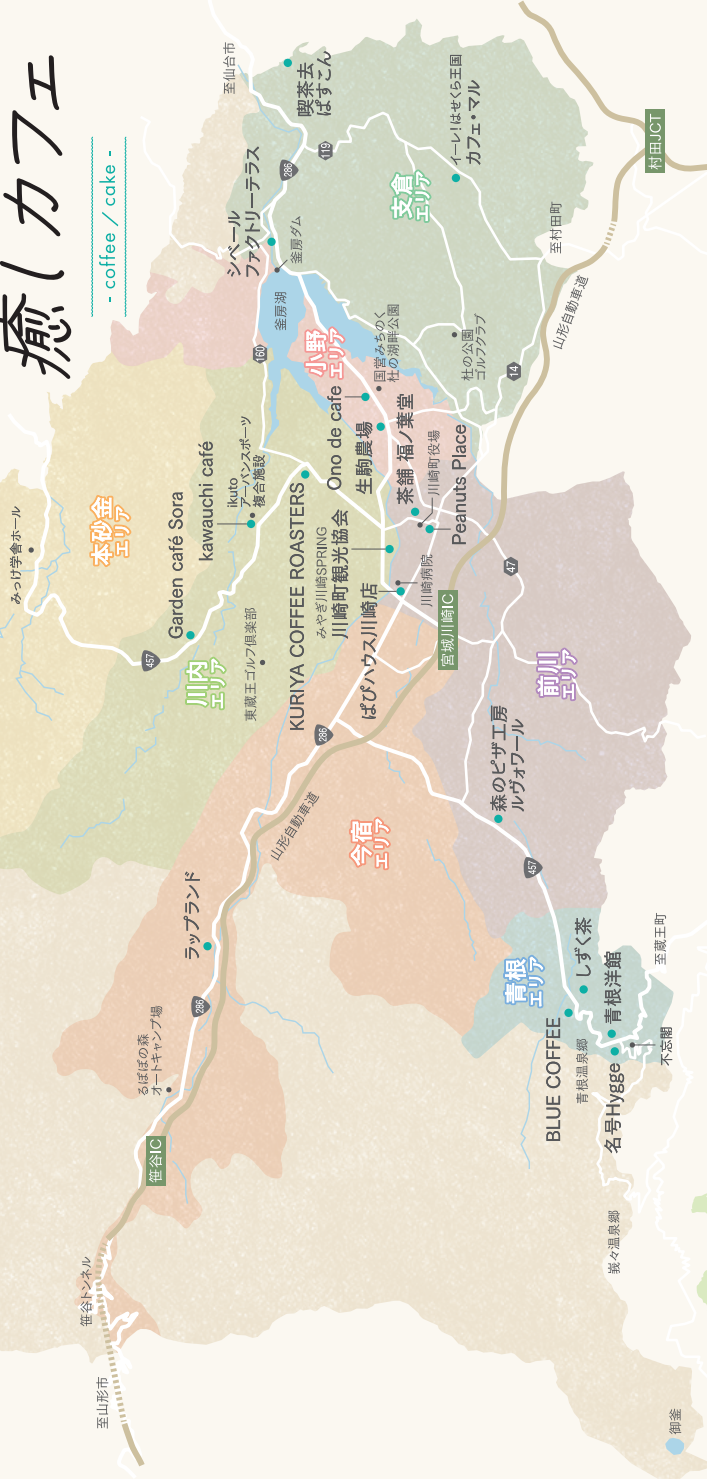 癒しカフェ
- coffee / cake -
至仙台市
喫茶去
ぱすこん
119
286
イーレ!はせくら王国
カフェ・マル
支倉
エリア
村田JCT
至村田町
山形自動車道
シベール
ファクトリーテラス
釜房ダム
釜房湖
160
小野
エリア
国営みちのく
杜の湖畔公園
杜の公園
ゴルフクラブ
14
Ono de cafe
生駒農場
茶舗 福ノ葉堂
川崎町役場
Peanuts Place
みっけ学舎ホール
本砂金
エリア
Garden café Sora
kawauchi café
ikuto
アーバンスポーツ
複合施設
KURIYA COFFEE ROASTERS
みやぎ川崎SPRING
川崎町観光協会
ぱぴハウス川崎店
川崎病院
宮城川崎IC
47
457
川内
エリア
東蔵王ゴルフ倶楽部
286
前川
エリア
森のピザ工房
ルヴォワール
山形自動車道
今宿
エリア
457
ラップランド
286
るぽぽの森
オートキャンプ場
笹谷IC
青根
エリア
しずく茶
青根洋館
至蔵王町
BLUE COFFEE
青根温泉郷
名号Hygge
不忘閣
峩々温泉郷
笹谷トンネル
至山形市
御釜